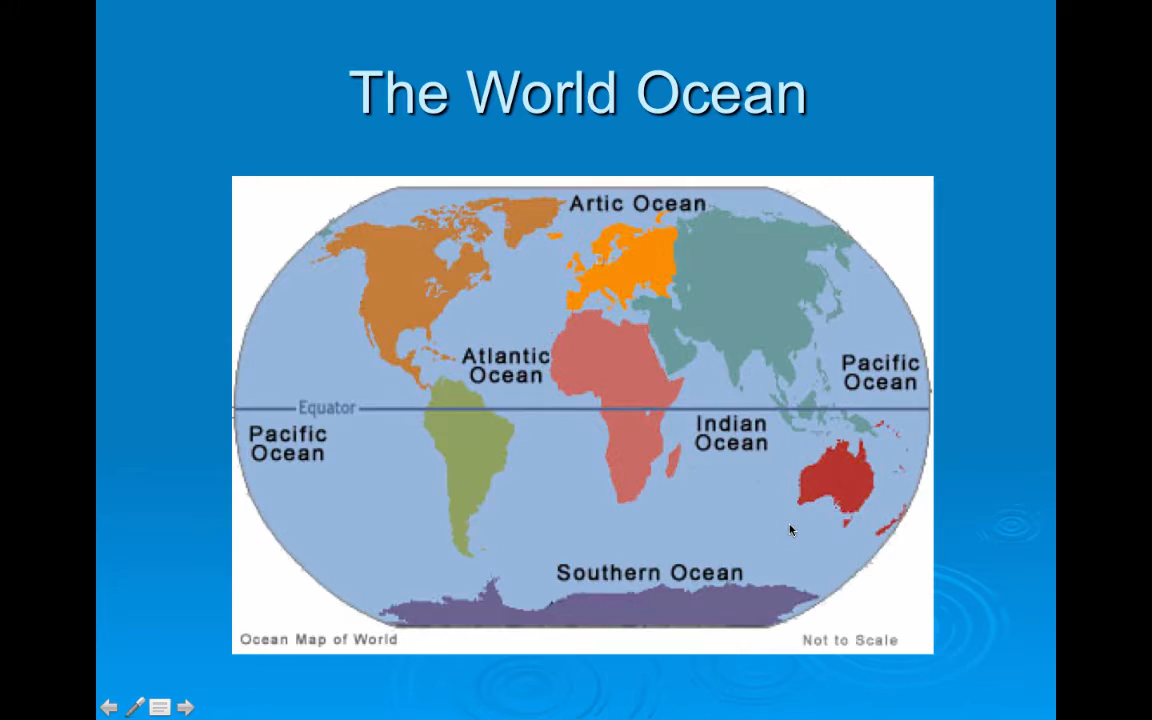 The World Ocean
Artic Ocean
Atlantic
Ocean
Pacific
Ocean
Equator
Pacific
Ocean
Indian
Ocean
Southern Ocean
Ocean Map of World
Not to Scale